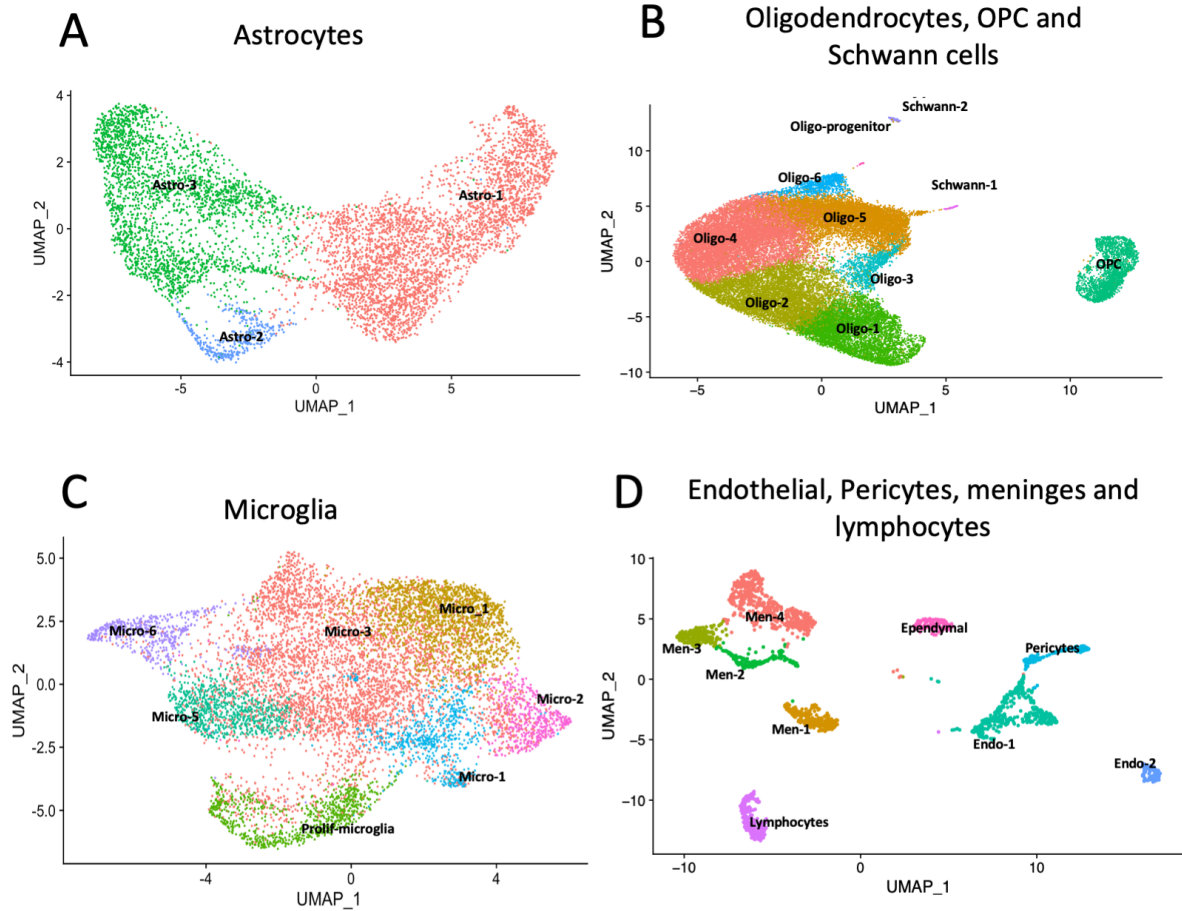 A
Astrocytes
4
2
0
-2
-4
UMAP_2
Astro-3
Astro-1
Astro-2
-5
0
5
UMAP_1
B
Oligodendrocytes, OPC and
Schwann cells
10
5
0
−5
−10
UMAP_2
Schwann-2
Oligo-progenitor
Oligo-6
Schwann-1
Oligo-5
Oligo-4
OPC
Oligo-3
Oligo-2
Oligo-1
−5
0
5
10
UMAP_1
C
Microglia
5.0
2.5
0.0
-2.5
-5.0
UMAP_2
Micro_1
Micro-3
Micro-6
Micro-2
Micro-5
Micro-1
Prolif-microglia
-4
0
4
UMAP_1
D
Endothelial, Pericytes, meninges and
lymphocytes
10
5
0
−5
−10
UMAP_2
Men-4
Ependymal
Men-3
Pericytes
Men-2
Men-1
Endo-1
Endo-2
Lymphocytes
−10
0
10
UMAP_1